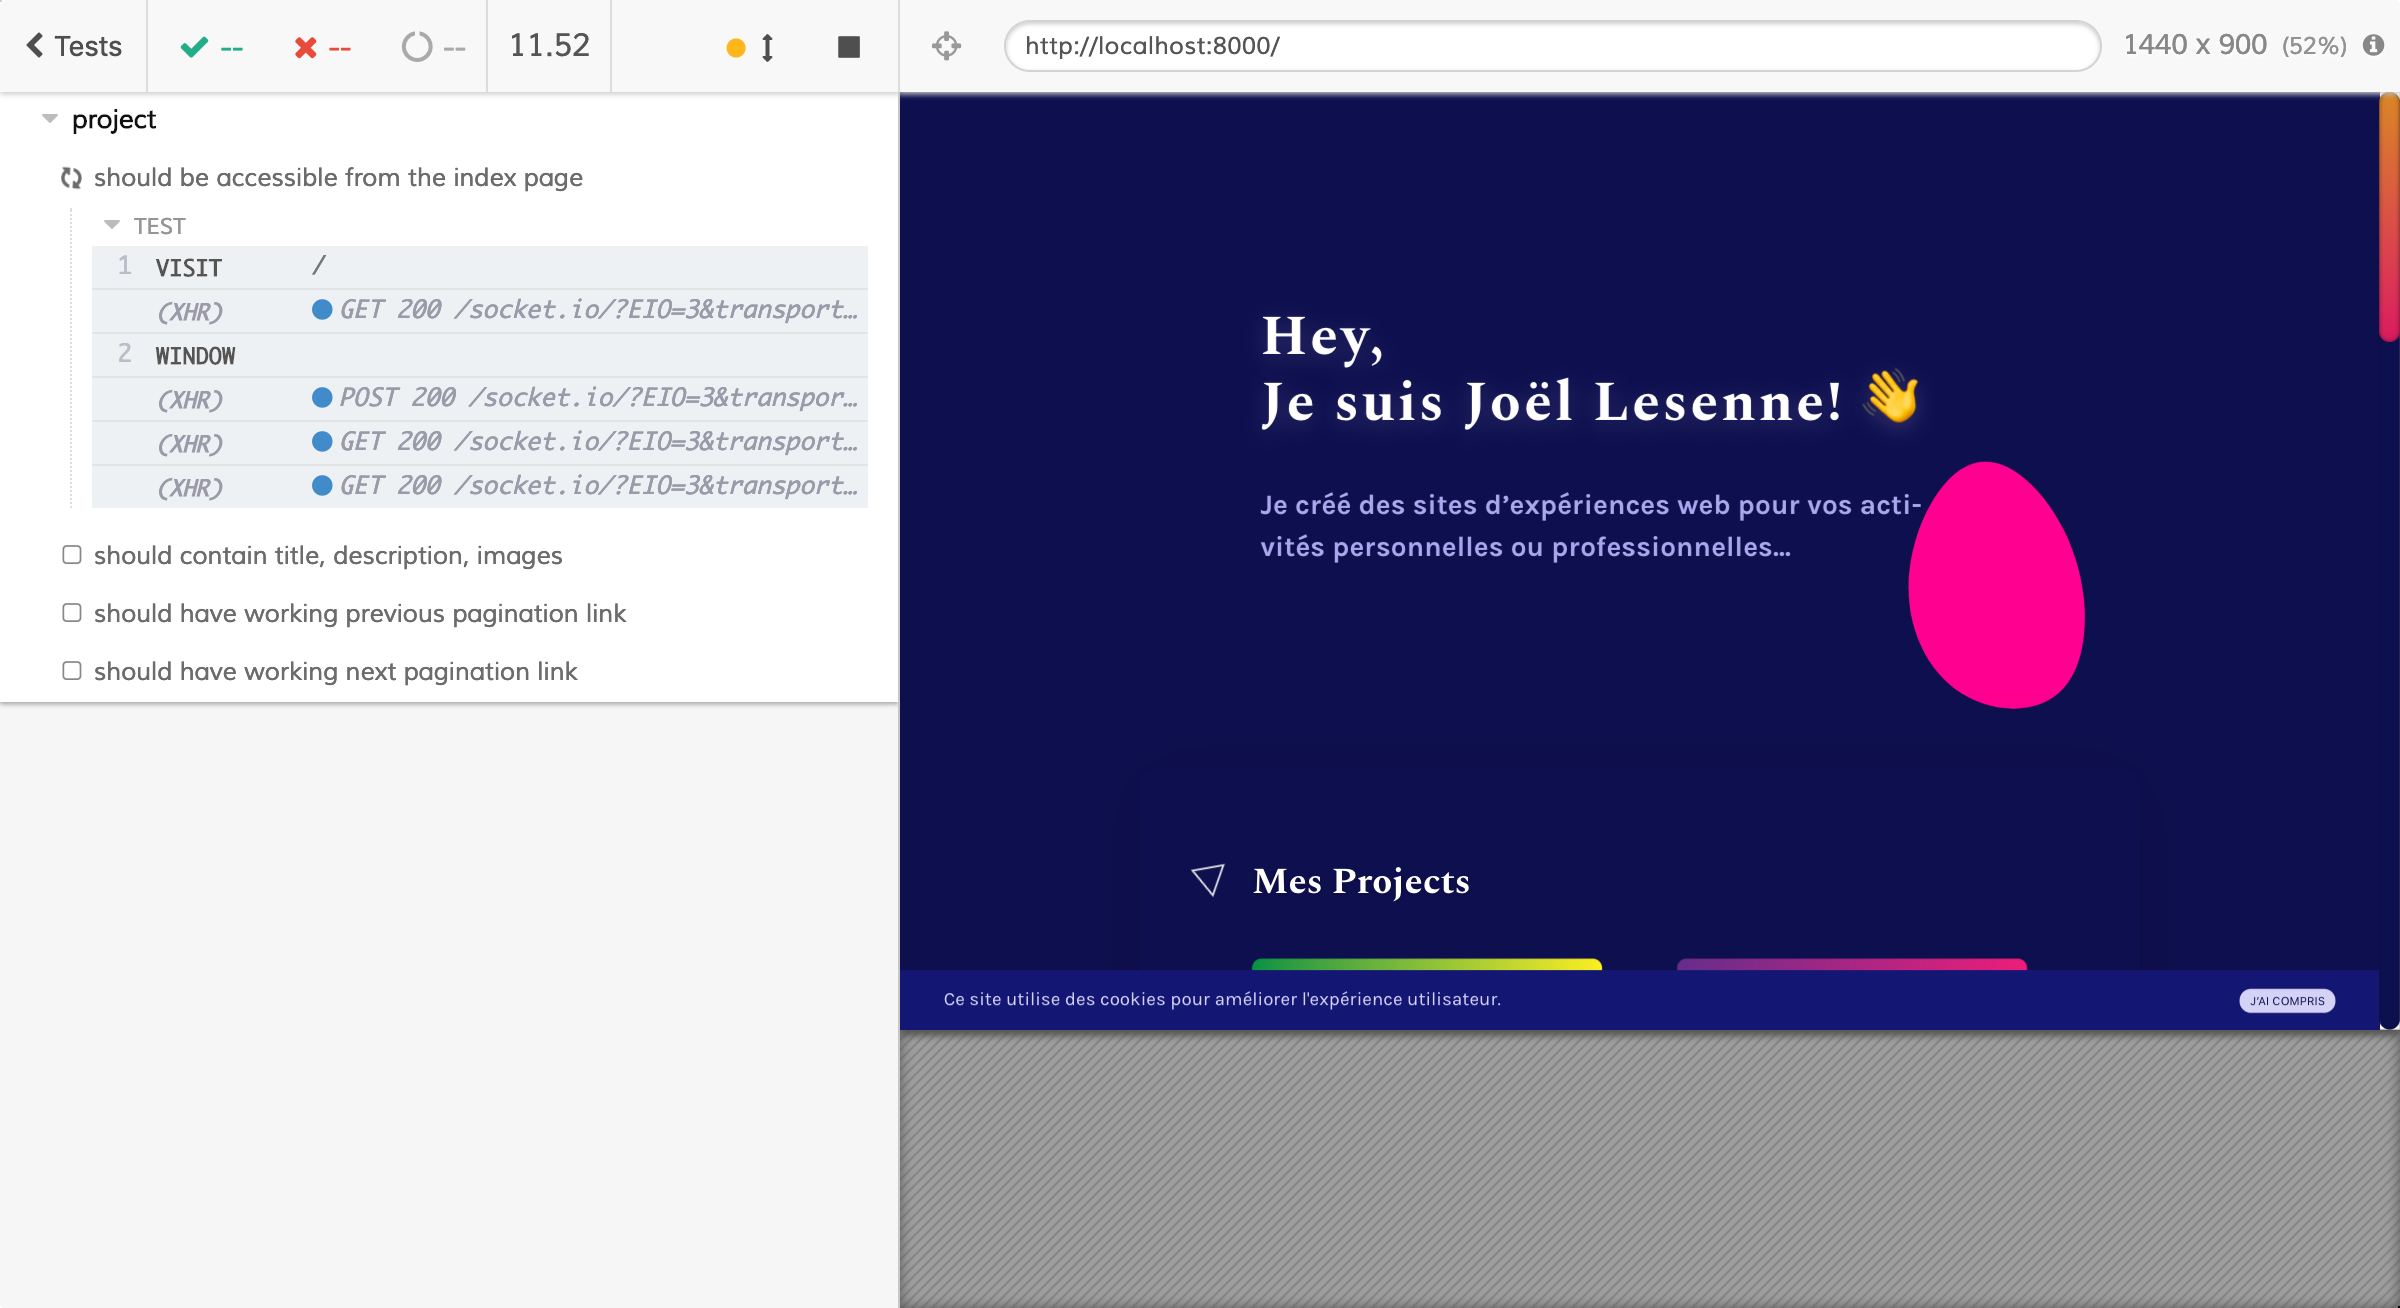 Tests
--
--
--
11.52
http://localhost:8000/
1440 x 900 (52%)
project
should be accessible from the index page
TEST
1 VISIT /
(XHR) GET 200 /socket.io/?EIO=3&transport…
2 WINDOW
(XHR) POST 200 /socket.io/?EIO=3&transpor…
(XHR) GET 200 /socket.io/?EIO=3&transport…
(XHR) GET 200 /socket.io/?EIO=3&transport…
should contain title, description, images
should have working previous pagination link
should have working next pagination link
Hey,
Je suis Joël Lesenne! 👋
Je créé des sites d’expériences web pour vos acti-
vités personnelles ou professionnelles…
Mes Projects
Ce site utilise des cookies pour améliorer l'expérience utilisateur.
J'AI COMPRIS